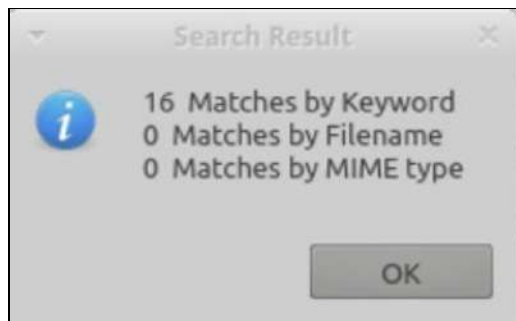 Search Result
16 Matches by Keyword
0 Matches by Filename
0 Matches by MIME type
OK